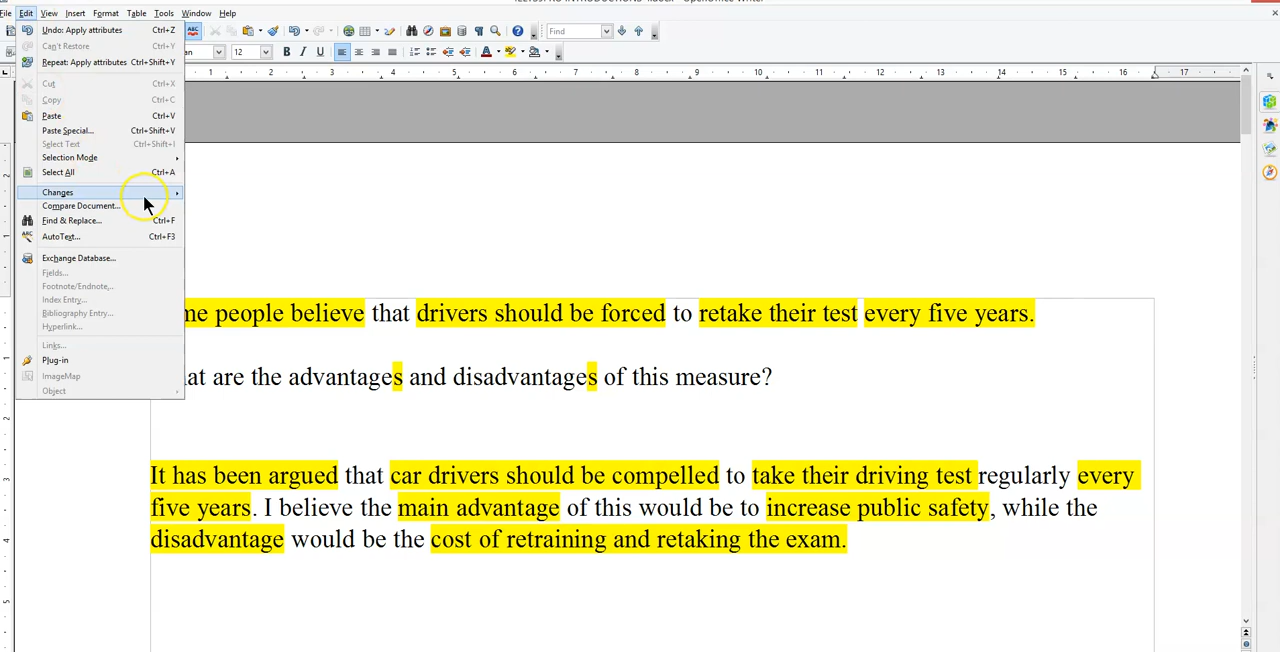 File Edit View Insert Format Table Tools Window Help
Undo: Apply attributes Ctrl+Z
Can't Restore Ctrl+Y
Repeat: Apply attributes Ctrl+Shift+Y
Cut Ctrl+X
Copy Ctrl+C
Paste Ctrl+V
Paste Special... Ctrl+Shift+V
Select Text Ctrl+Shift+I
Selection Mode
Select All Ctrl+A
Changes
Compare Document...
Find & Replace... Ctrl+F
AutoText... Ctrl+F3
Exchange Database...
Fields...
Footnote/Endnote...
Index Entry...
Bibliography Entry...
Hyperlink...
Links...
Plug-in
ImageMap
Object
ABC
Find
an 12 B I U
1 2 3 4 5 6 7 8 9 10 11 12 13 14 15 16 17
me people believe that drivers should be forced to retake their test every five years.
at are the advantages and disadvantages of this measure?
It has been argued that car drivers should be compelled to take their driving test regularly every
five years. I believe the main advantage of this would be to increase public safety, while the
disadvantage would be the cost of retraining and retaking the exam.